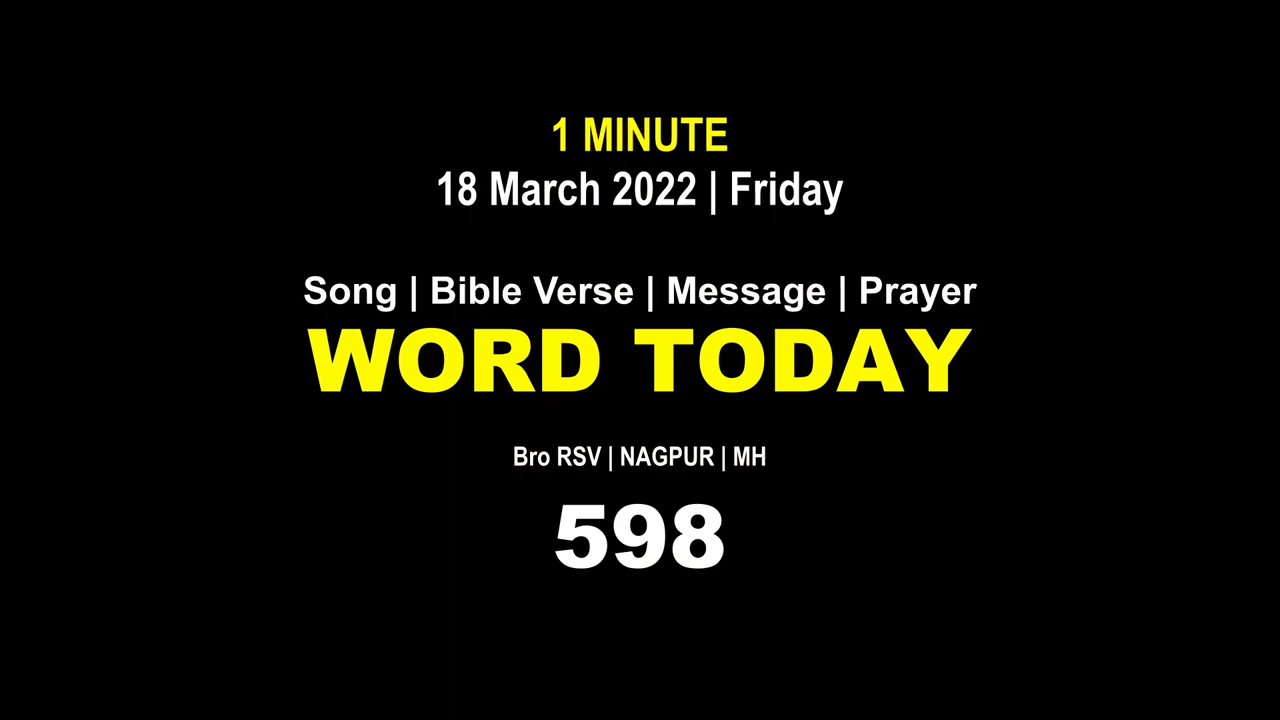 1 MINUTE
18 March 2022 | Friday
Song | Bible Verse | Message | Prayer
WORD TODAY
Bro RSV | NAGPUR | MH
598